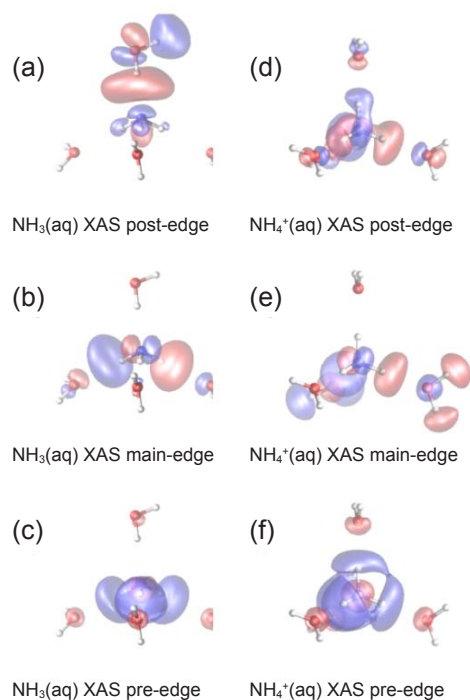 (a)
(d)
NH₃(aq) XAS post-edge
NH₄⁺(aq) XAS post-edge
(b)
(e)
NH₃(aq) XAS main-edge
NH₄⁺(aq) XAS main-edge
(c)
(f)
NH₃(aq) XAS pre-edge
NH₄⁺(aq) XAS pre-edge